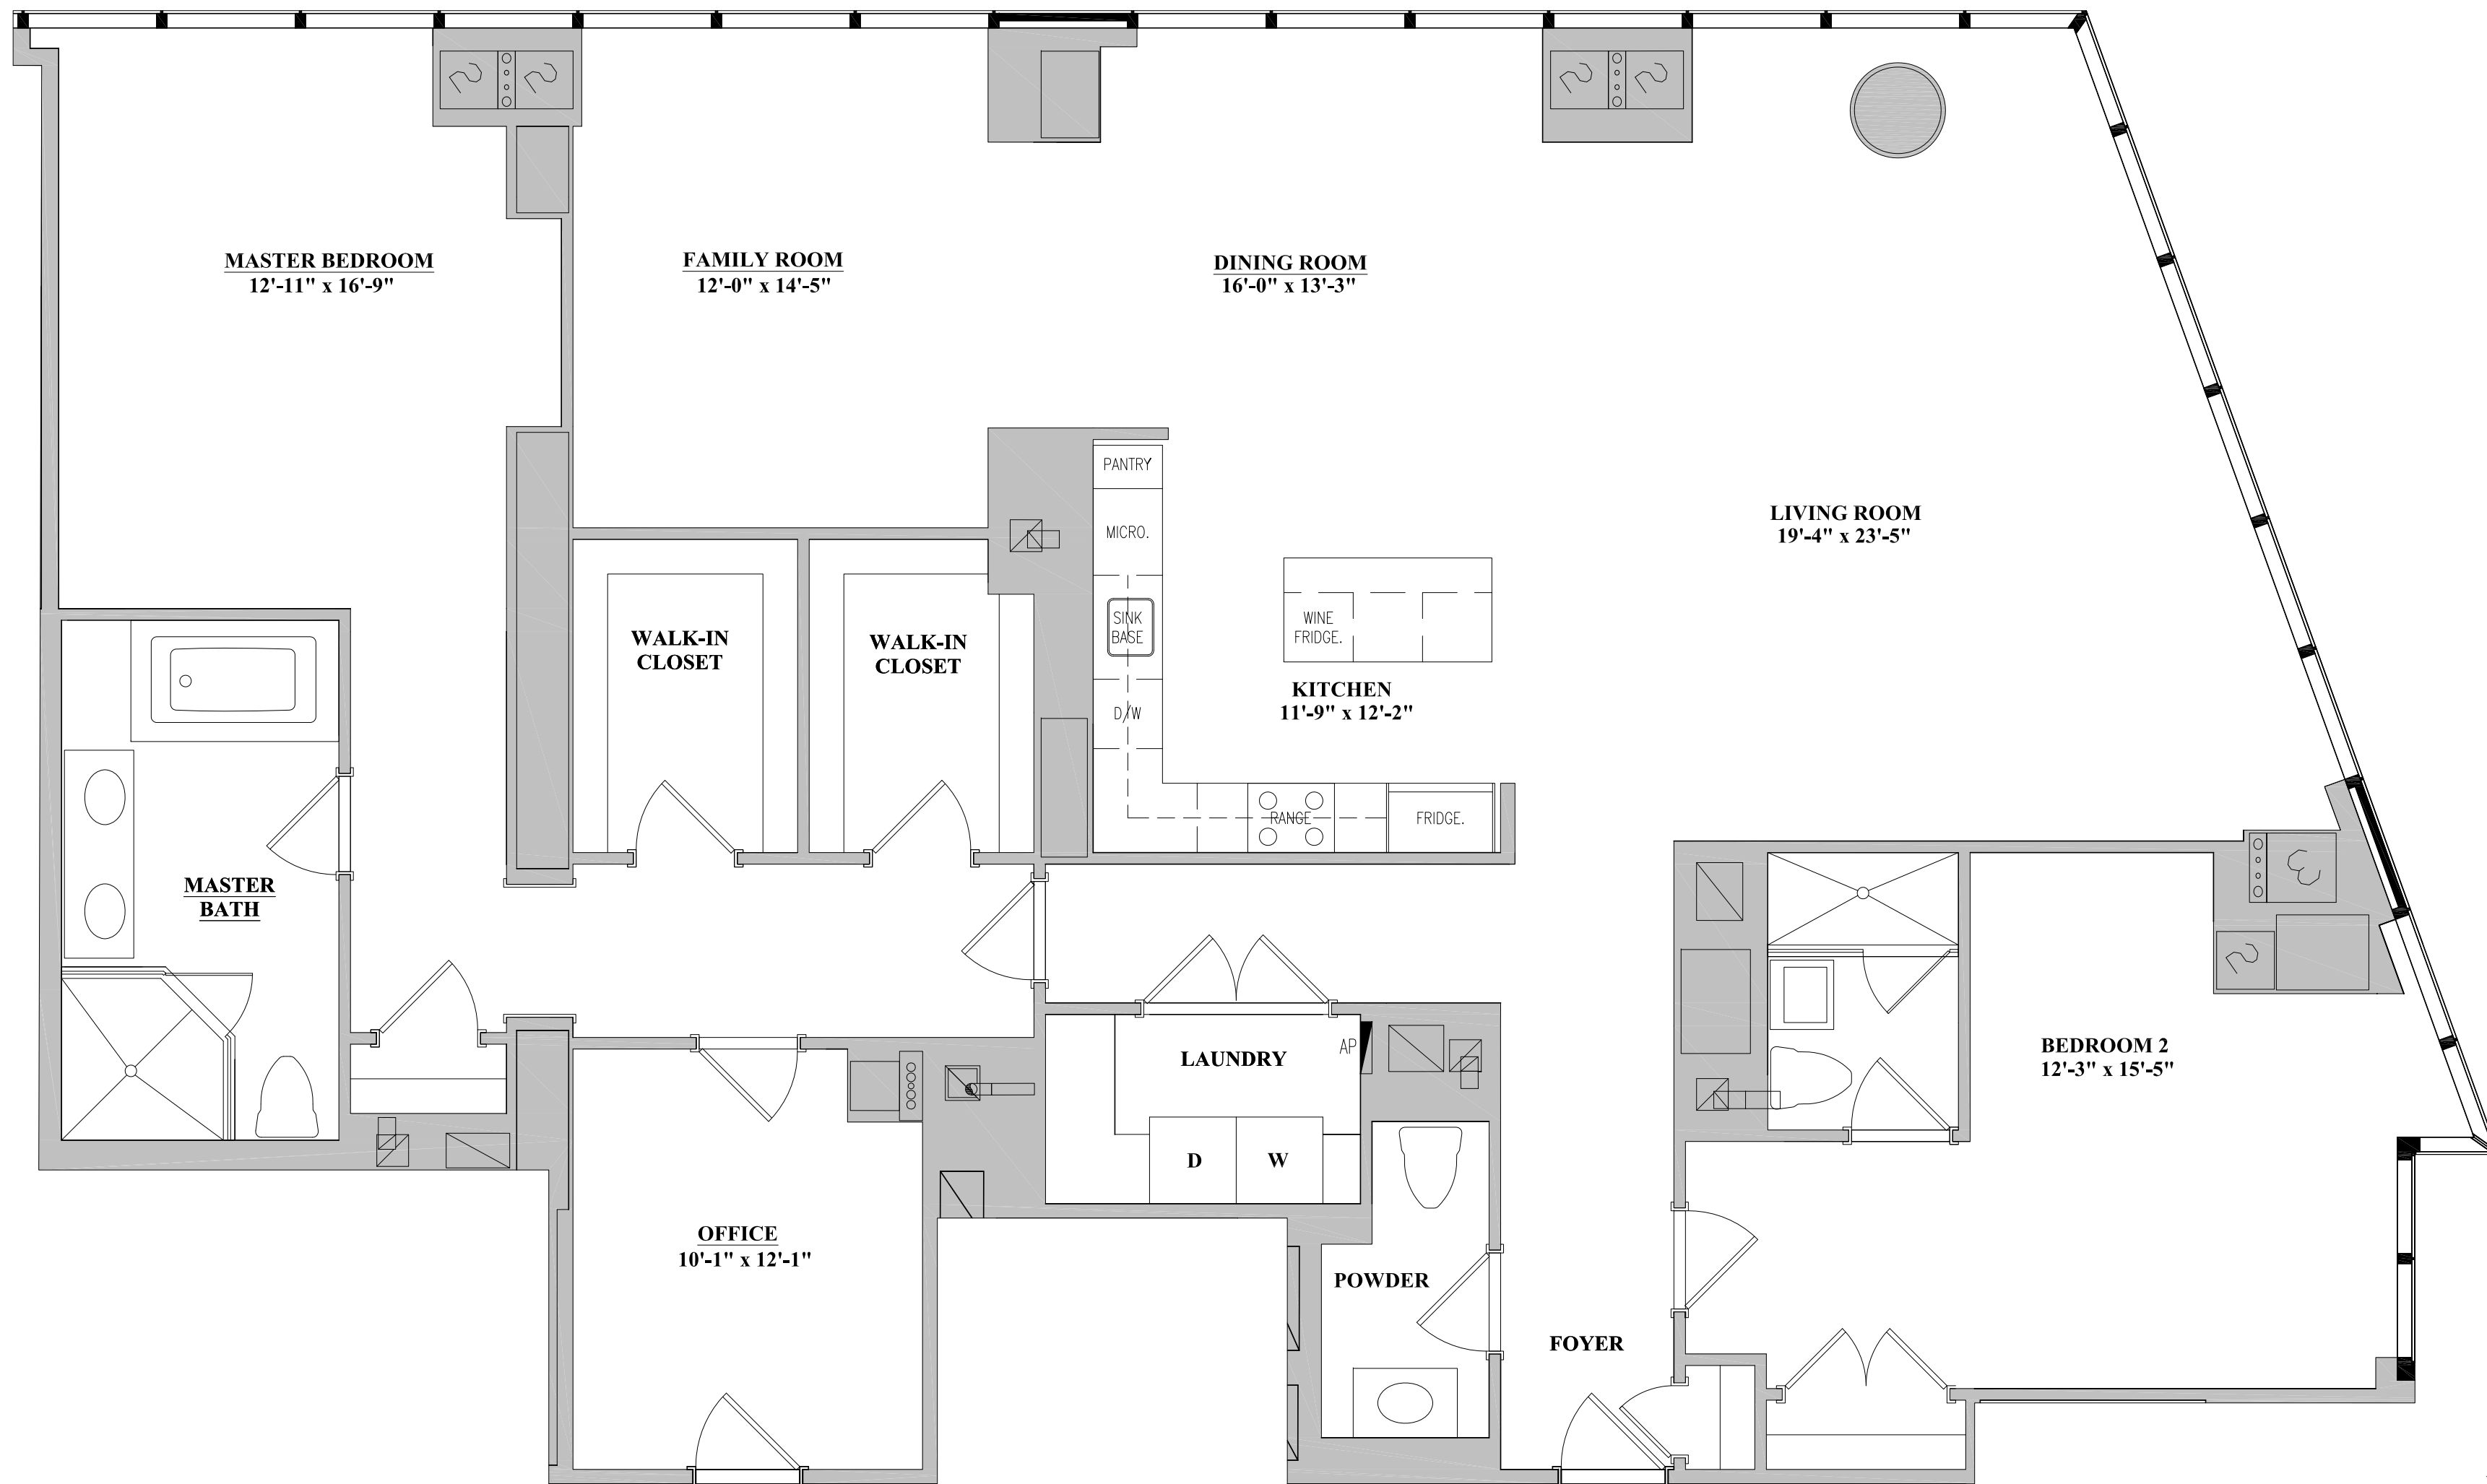 MASTER BEDROOM
12'-11" x 16'-9"
FAMILY ROOM
12'-0" x 14'-5"
DINING ROOM
16'-0" x 13'-3"
LIVING ROOM
19'-4" x 23'-5"
PANTRY
MICRO.
SINK
BASE
D/W
WINE
FRIDGE.
KITCHEN
11'-9" x 12'-2"
RANGE
FRIDGE.
WALK-IN
CLOSET
WALK-IN
CLOSET
MASTER
BATH
LAUNDRY
AP
D
W
BEDROOM 2
12'-3" x 15'-5"
OFFICE
10'-1" x 12'-1"
POWDER
FOYER